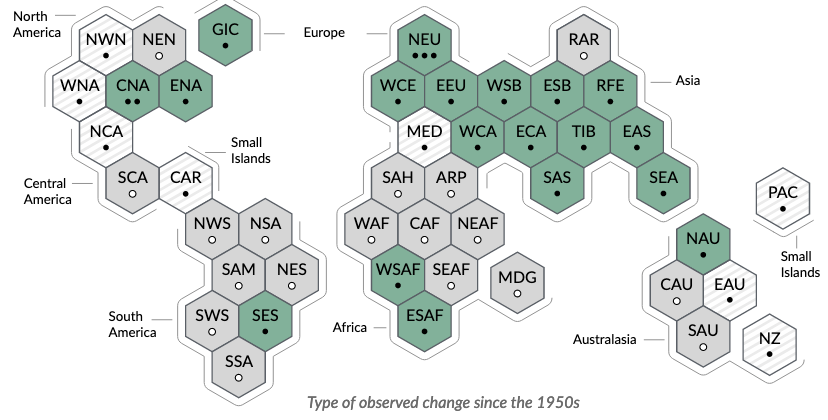 North
America
NWN
NEN
GIC
Europe
NEU
RAR
WNA
CNA
ENA
WCE
EEU
WSB
ESB
RFE
Asia
NCA
Small
Islands
MED
WCA
ECA
TIB
EAS
Central
America
SCA
CAR
SAH
ARP
SAS
SEA
PAC
NWS
NSA
WAF
CAF
NEAF
NAU
Small
Islands
SAM
NES
WSAF
SEAF
MDG
CAU
EAU
South
America
SWS
SES
Africa
ESAF
Australasia
SAU
NZ
SSA
Type of observed change since the 1950s